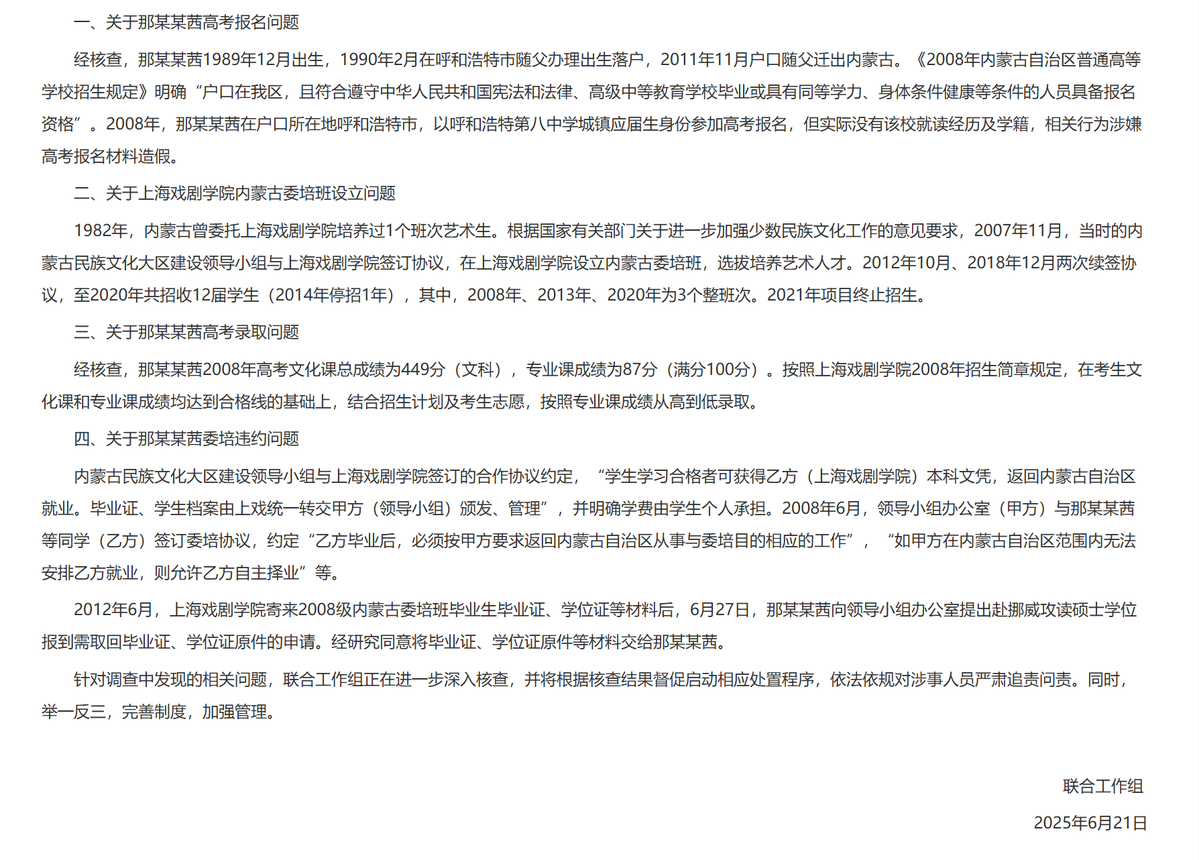 一、关于那某某茜高考报名问题
经核查，那某某茜1989年12月出生，1990年2月在呼和浩特市随父办理出生落户，2011年11月户口随父迁出内蒙古。《2008年内蒙古自治区普通高等
学校招生规定》明确“户口在我区，且符合遵守中华人民共和国宪法和法律、高级中等教育学校毕业或具有同等学力、身体条件健康等条件的人员具备报名
资格”。2008年，那某某茜在户口所在地呼和浩特市，以呼和浩特第八中学城镇应届生身份参加高考报名，但实际没有该校就读经历及学籍，相关行为涉嫌
高考报名材料造假。
二、关于上海戏剧学院内蒙古委培班设立问题
1982年，内蒙古曾委托上海戏剧学院培养过1个班次艺术生。根据国家有关部门关于进一步加强少数民族文化工作的意见要求，2007年11月，当时的内
蒙古民族文化大区建设领导小组与上海戏剧学院签订协议，在上海戏剧学院设立内蒙古委培班，选拔培养艺术人才。2012年10月、2018年12月两次续签协
议，至2020年共招收12届学生（2014年停招1年），其中，2008年、2013年、2020年为3个整班次。2021年项目终止招生。
三、关于那某某茜高考录取问题
经核查，那某某茜2008年高考文化课总成绩为449分（文科），专业课成绩为87分（满分100分）。按照上海戏剧学院2008年招生简章规定，在考生文
化课和专业课成绩均达到合格线的基础上，结合招生计划及考生志愿，按照专业课成绩从高到低录取。
四、关于那某某茜委培违约问题
内蒙古民族文化大区建设领导小组与上海戏剧学院签订的合作协议约定，“学生学习合格者可获得乙方（上海戏剧学院）本科文凭，返回内蒙古自治区
就业。毕业证、学生档案由上戏统一转交甲方（领导小组）颁发、管理”，并明确学费由学生个人承担。2008年6月，领导小组办公室（甲方）与那某某茜
等同学（乙方）签订委培协议，约定“乙方毕业后，必须按甲方要求返回内蒙古自治区从事与委培目的相应的工作”，“如甲方在内蒙古自治区范围内无法
安排乙方就业，则允许乙方自主择业”等。
2012年6月，上海戏剧学院寄来2008级内蒙古委培班毕业生毕业证、学位证等材料后，6月27日，那某某茜向领导小组办公室提出赴挪威攻读硕士学位
报到需取回毕业证、学位证原件的申请。经研究同意将毕业证、学位证原件等材料交给那某某茜。
针对调查中发现的相关问题，联合工作组正在进一步深入核查，并将根据核查结果督促启动相应处置程序，依法依规对涉事人员严肃追责问责。同时，
举一反三，完善制度，加强管理。
联合工作组
2025年6月21日